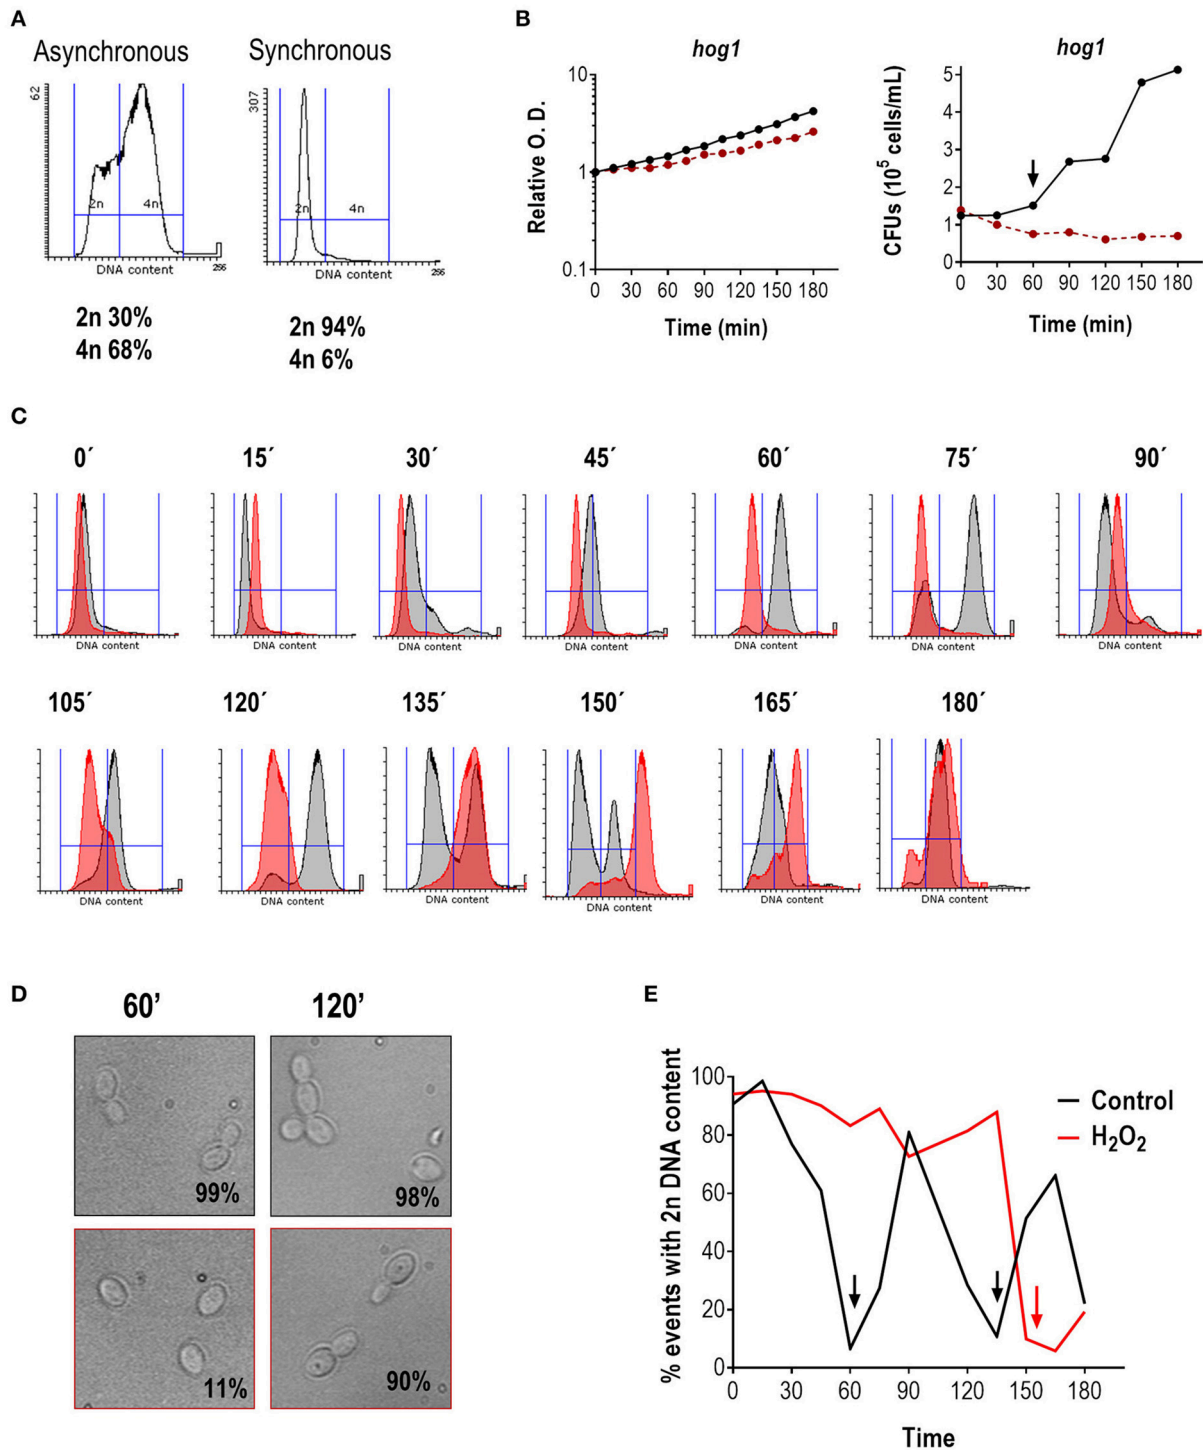 A
B
Asynchronous
Synchronous
62
2n
4n
DNA content
256
307
2n
4n
DNA content
256
2n 30%
4n 68%
2n 94%
4n 6%
hog1
10
1
0.1
Relative O. D.
0 30 60 90 120 150 180
Time (min)
hog1
5
4
3
2
1
0
CFUs (10⁵ cells/mL)
0 30 60 90 120 150 180
Time (min)
C
0´ 15´ 30´ 45´ 60´ 75´ 90´
DNA content DNA content DNA content DNA content DNA content DNA content DNA content
105´ 120´ 135´ 150´ 165´ 180´
DNA content DNA content DNA content DNA content DNA content DNA content
D
60’ 120’
99%
98%
11%
90%
E
% events with 2n DNA content
100
80
60
40
20
0
Control
H₂O₂
0 30 60 90 120 150 180
Time